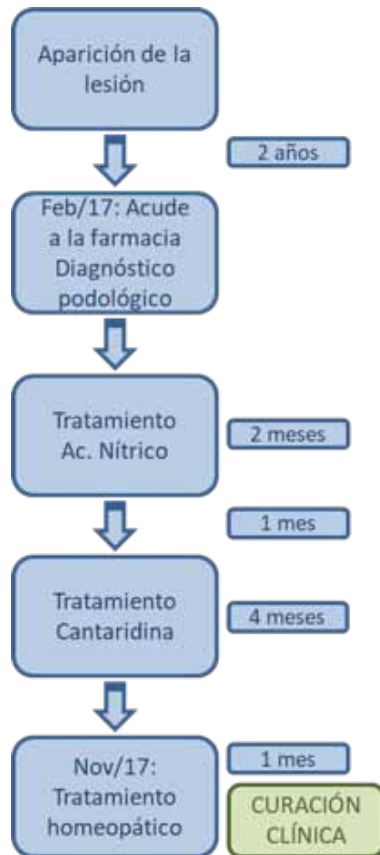 Aparición de la
lesión
2 años
Feb/17: Acude
a la farmacia
Diagnóstico
podológico
Tratamiento
Ac. Nítrico
2 meses
1 mes
Tratamiento
Cantaridina
4 meses
Nov/17:
Tratamiento
homeopático
1 mes
CURACIÓN
CLÍNICA